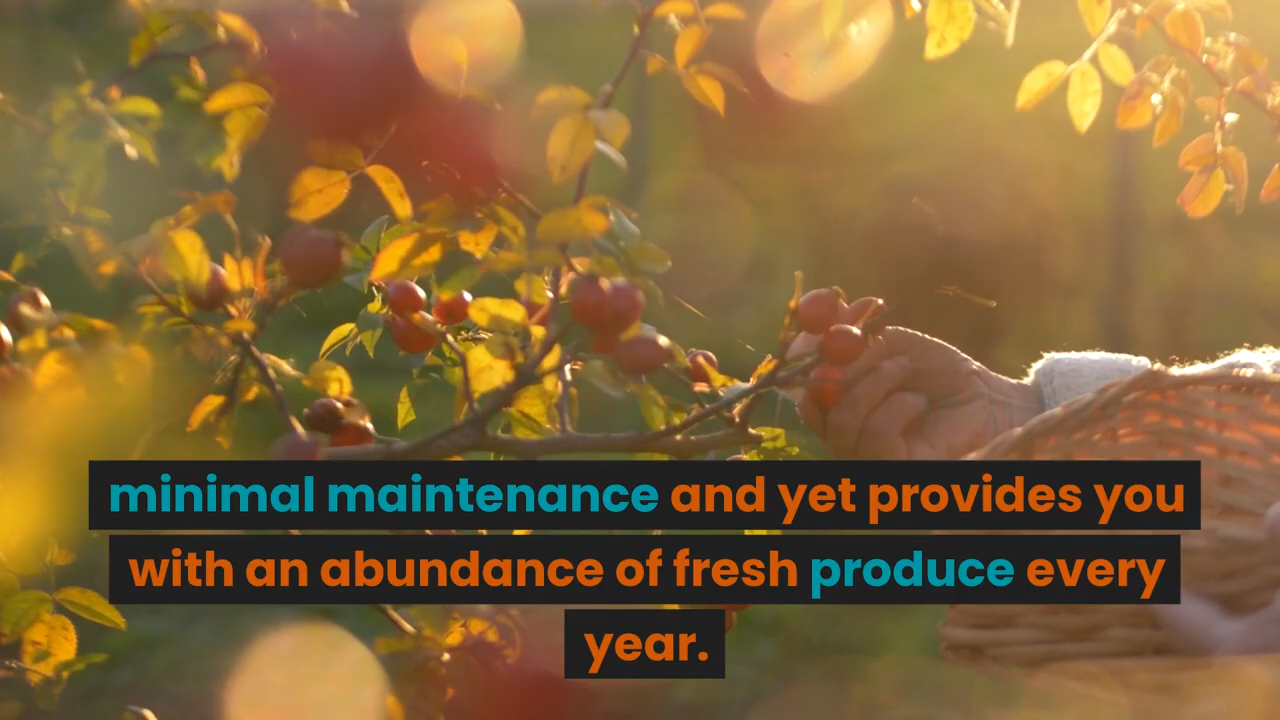 minimal maintenance and yet provides you
with an abundance of fresh produce every
year.